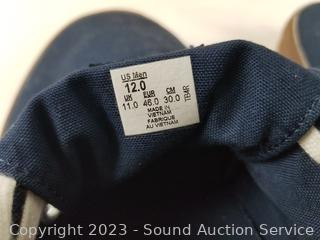 US Men
12.0
UK EUR CM
11.0 46.0 30.0
MADE IN
VIETNAM
FABRIQUE
AU VIETNAM
Copyright 2023 - Sound Auction Service